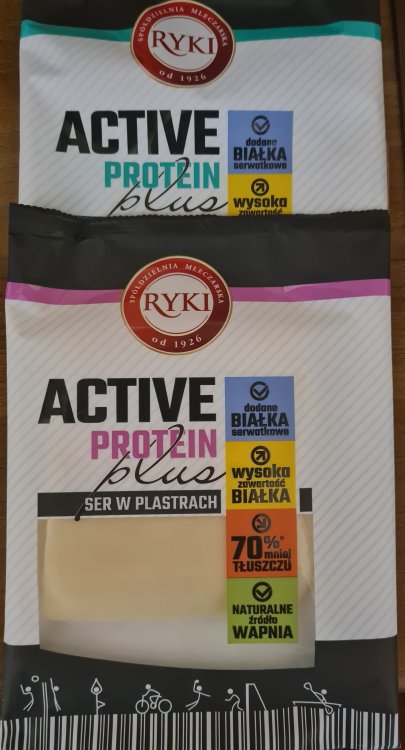 SPÓŁDZIELNIA MLECZARSKA
RYKI
od 1926
ACTIVE
PROTEIN
plus
dodane
BIAŁKA
serwatkowe
wysoka
zawartość
SPÓŁDZIELNIA MLECZARSKA
RYKI
od 1926
ACTIVE
PROTEIN
plus
SER W PLASTRACH
dodane
BIAŁKA
serwatkowe
wysoka
zawartość
BIAŁKA
70%*
mniej
TŁUSZCZU
NATURALNE
źródło
WAPNIA